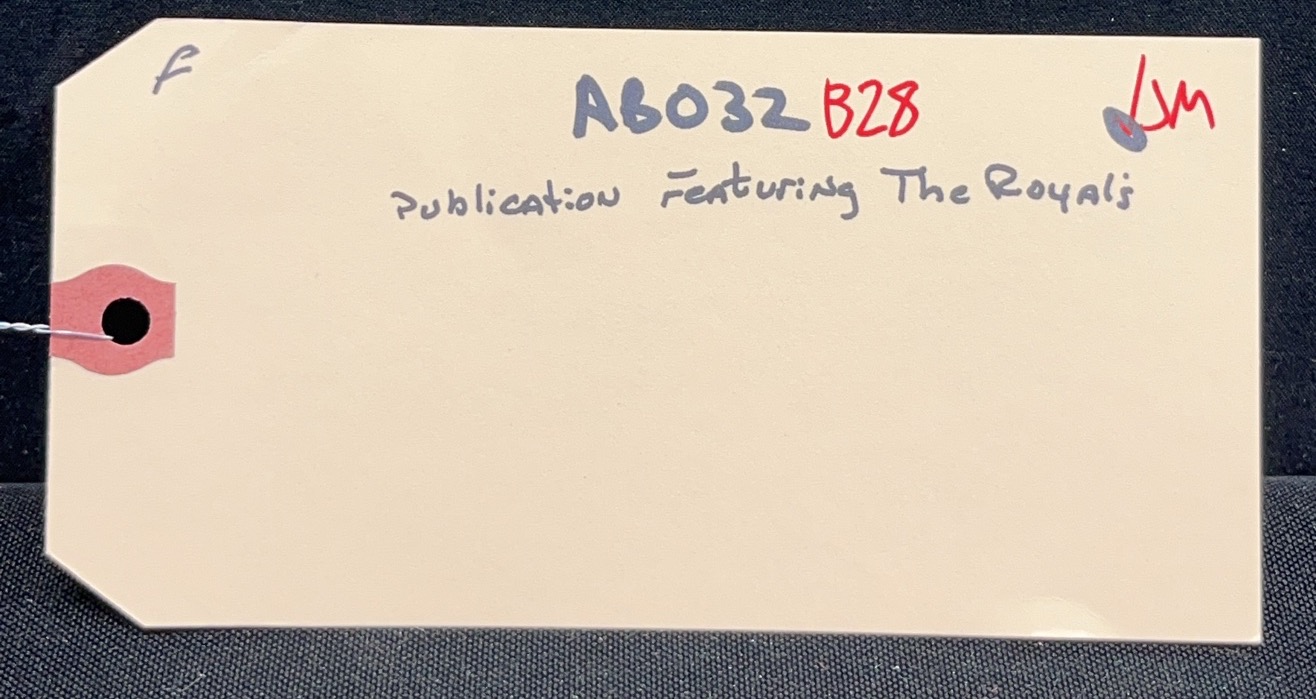 f
AB032 B28 JM
Publication Featuring The Royals